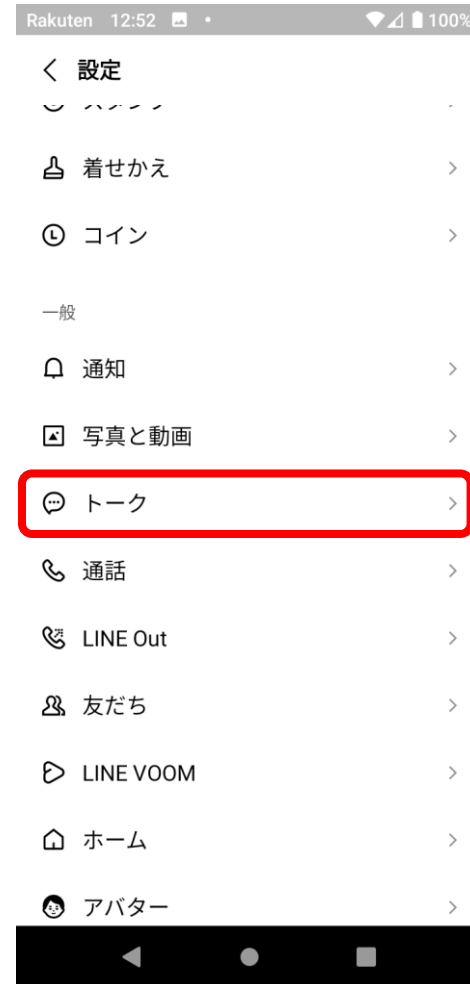 Rakuten 12:52 100%
設定
着せかえ
コイン
一般
通知
写真と動画
トーク
通話
LINE Out
友だち
LINE VOOM
ホーム
アバター